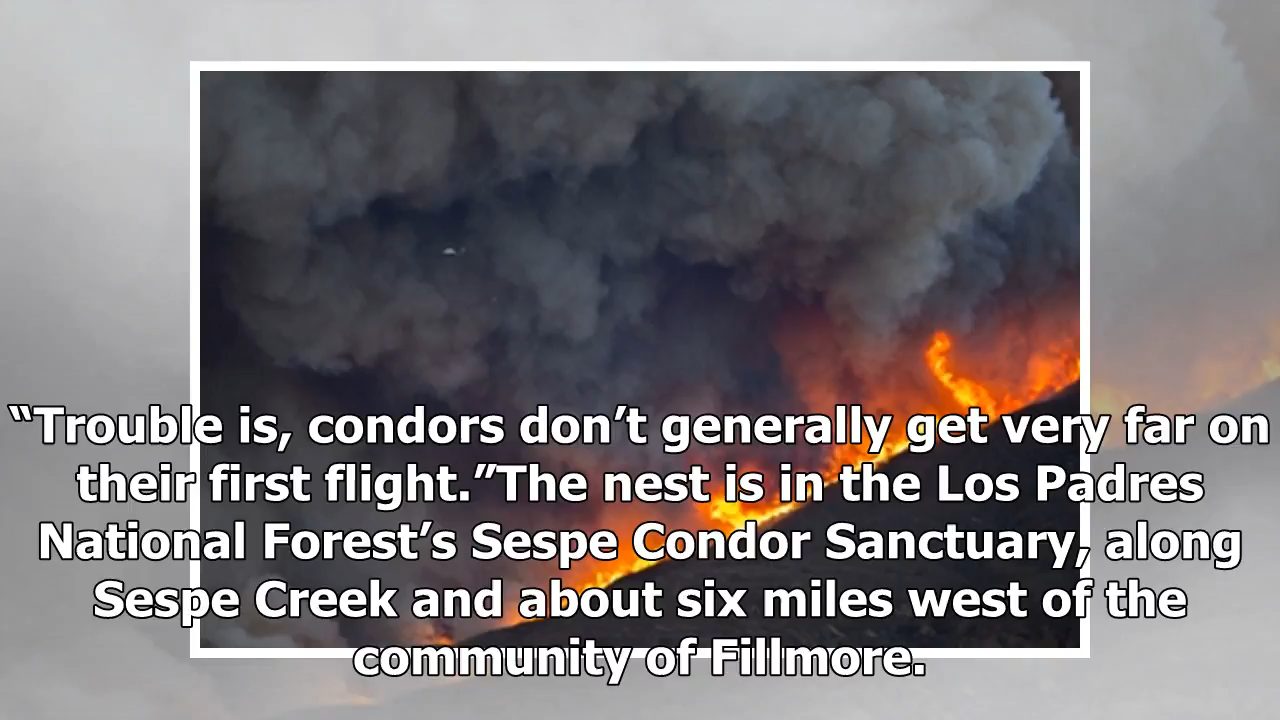 “Trouble is, condors don’t generally get very far on
their first flight.”The nest is in the Los Padres
National Forest’s Sespe Condor Sanctuary, along
Sespe Creek and about six miles west of the
community of Fillmore.